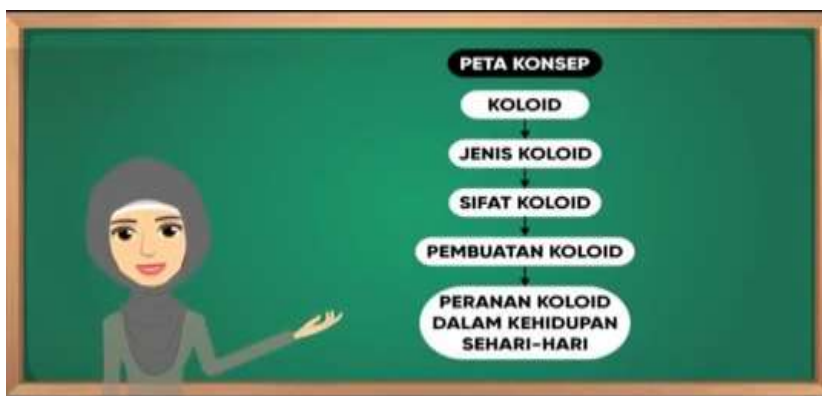 PETA KONSEP
KOLOID
JENIS KOLOID
SIFAT KOLOID
PEMBUATAN KOLOID
PERANAN KOLOID
DALAM KEHIDUPAN
SEHARI-HARI